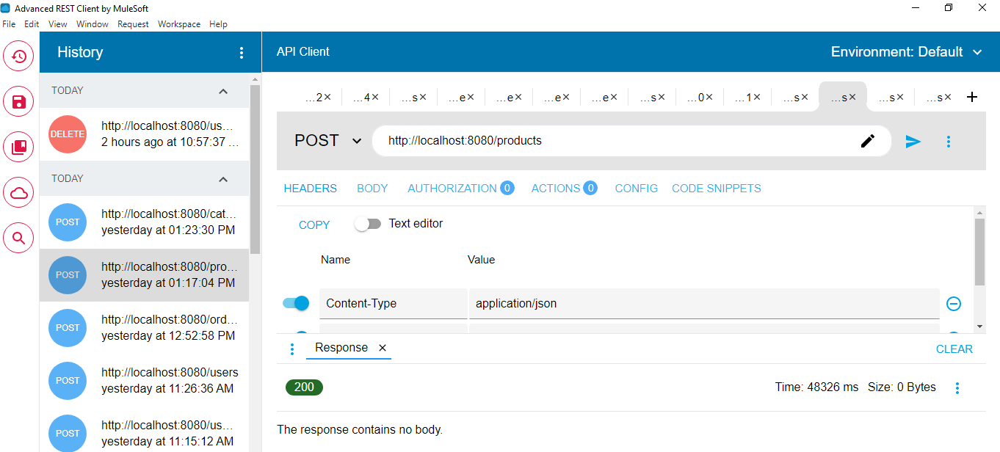 Advanced REST Client by MuleSoft
File Edit View Window Request Workspace Help
History
API Client
Environment: Default
TODAY
DELETE
http://localhost:8080/us...
2 hours ago at 10:57:37 ...
TODAY
POST
http://localhost:8080/cat...
yesterday at 01:23:30 PM
POST
http://localhost:8080/pro...
yesterday at 01:17:04 PM
POST
http://localhost:8080/ord...
yesterday at 12:52:58 PM
POST
http://localhost:8080/users
yesterday at 11:26:36 AM
POST
http://localhost:8080/us...
yesterday at 11:15:12 AM
...2× ...4× ...s× ...e× ...e× ...e× ...e× ...s× ...0× ...1× ...s× ...s× ...s× ...s× +
POST http://localhost:8080/products
HEADERS BODY AUTHORIZATION 0 ACTIONS 0 CONFIG CODE SNIPPETS
COPY Text editor
Name Value
Content-Type application/json
Response × CLEAR
200 Time: 48326 ms Size: 0 Bytes
The response contains no body.